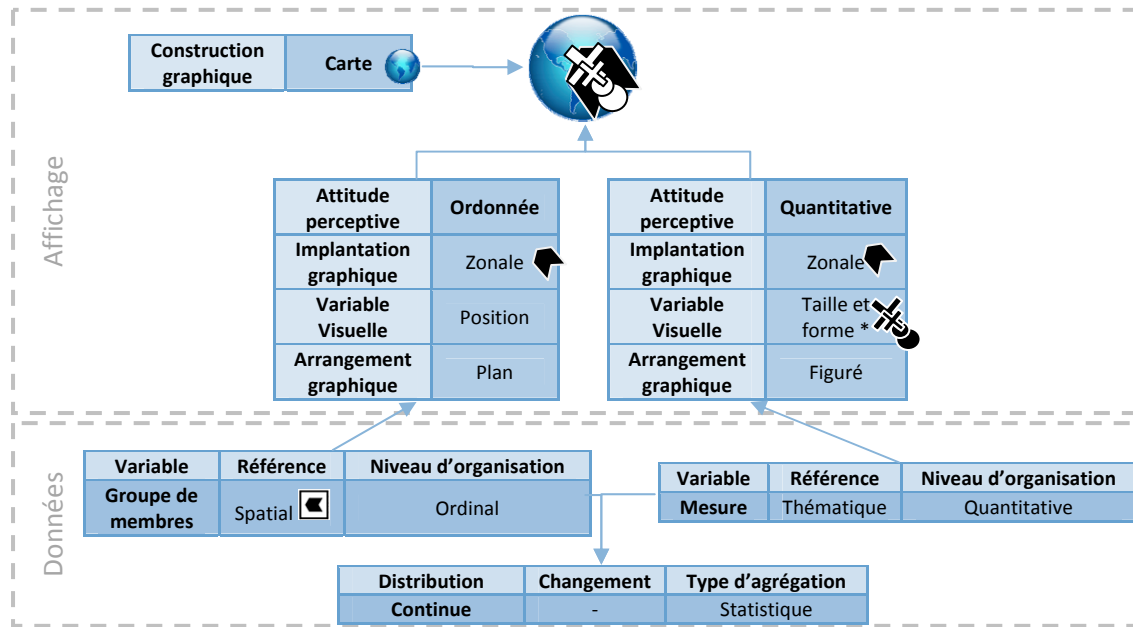 Affichage
Construction
graphique
Carte
Attitude
perceptive
Ordonnée
Implantation
graphique
Zonale
Variable
Visuelle
Position
Arrangement
graphique
Plan
Attitude
perceptive
Quantitative
Implantation
graphique
Zonale
Variable
Visuelle
Taille et
forme *
Arrangement
graphique
Figuré
Données
Variable
Référence
Niveau d'organisation
Groupe de
membres
Spatial
Ordinal
Variable
Référence
Niveau d'organisation
Mesure
Thématique
Quantitative
Distribution
Changement
Type d'agrégation
Continue
-
Statistique